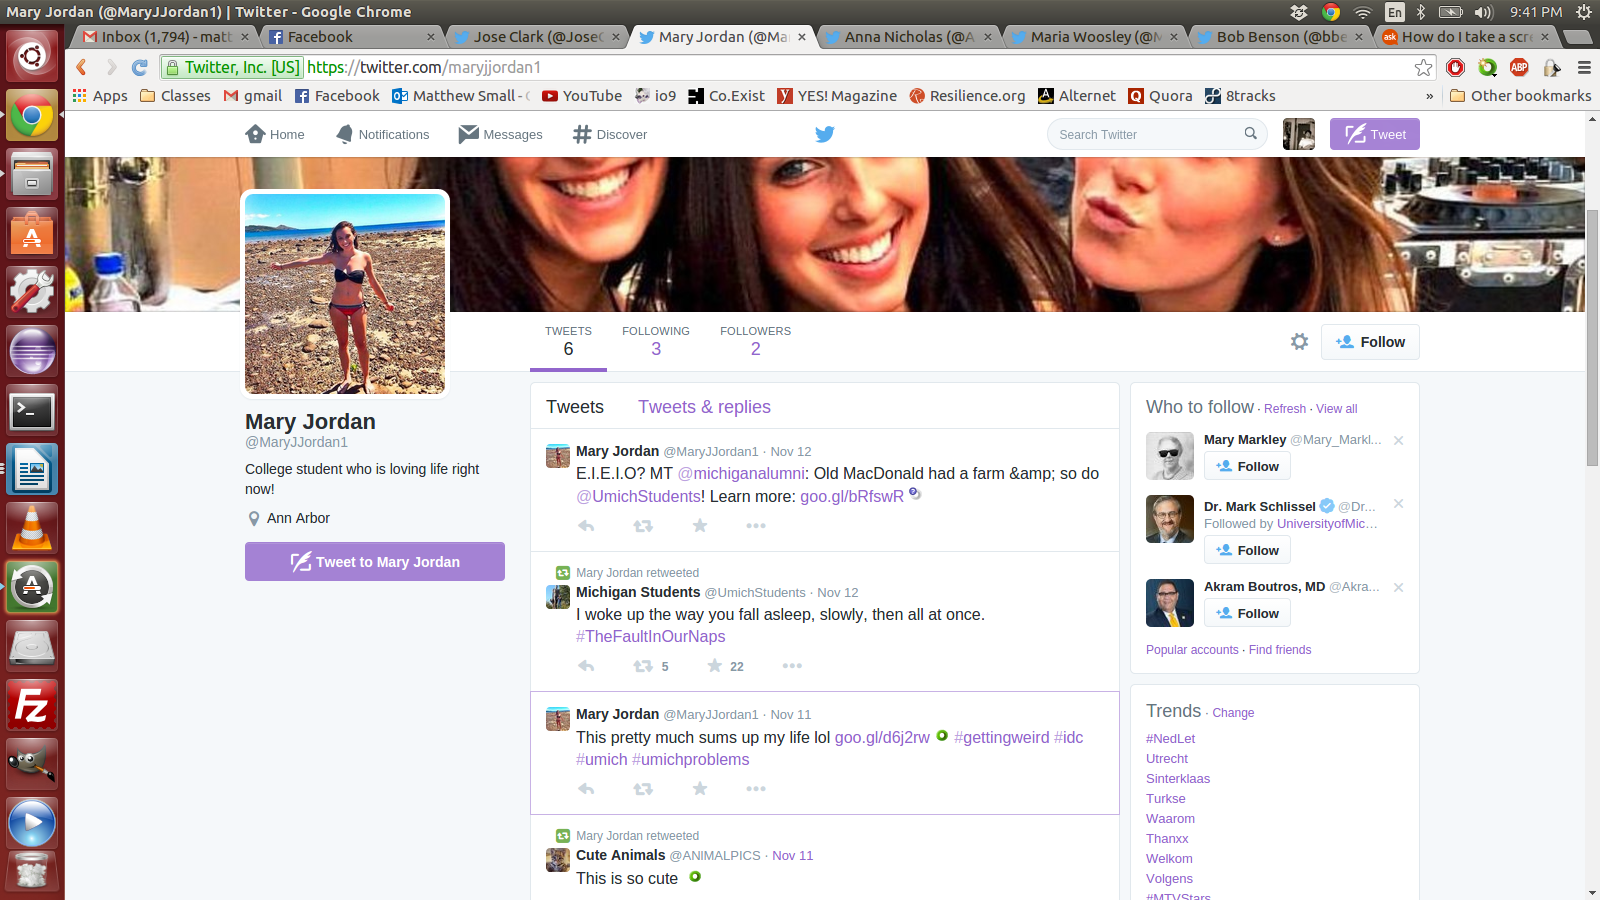 Mary Jordan (@MaryJJordan1) | Twitter - Google Chrome
En
9:41 PM
Inbox (1,794) - matt
Facebook
Jose Clark (@Jose
Mary Jordan (@Ma
Anna Nicholas (@A
Maria Woosley (@M
Bob Benson (@bbe
ask
How do I take a scre
Twitter, Inc. [US]
https://twitter.com/maryjjordan1
ABP
Apps
Classes
gmail
Facebook
Matthew Small -
YouTube
io9
Co.Exist
YES! Magazine
Resilience.org
Alternet
Quora
8tracks
»
Other bookmarks
Home
Notifications
Messages
Discover
Search Twitter
Tweet
TWEETS
6
FOLLOWING
3
FOLLOWERS
2
Follow
Mary Jordan
@MaryJJordan1
College student who is loving life right
now!
Ann Arbor
Tweet to Mary Jordan
Tweets
Tweets & replies
Mary Jordan @MaryJJordan1 · Nov 12
E.I.E.I.O? MT @michiganalumni: Old MacDonald had a farm &amp; so do
@UmichStudents! Learn more: goo.gl/bRfswR
Mary Jordan retweeted
Michigan Students @UmichStudents · Nov 12
I woke up the way you fall asleep, slowly, then all at once.
#TheFaultInOurNaps
5
22
Mary Jordan @MaryJJordan1 · Nov 11
This pretty much sums up my life lol goo.gl/d6j2rw #gettingweird #idc
#umich #umichproblems
Mary Jordan retweeted
Cute Animals @ANIMALPICS · Nov 11
This is so cute
Who to follow · Refresh · View all
Mary Markley @Mary_Markl...
Follow
Dr. Mark Schlissel @Dr...
Followed by UniversityofMic...
Follow
Akram Boutros, MD @Akra...
Follow
Popular accounts · Find friends
Trends · Change
#NedLet
Utrecht
Sinterklaas
Turkse
Waarom
Thanxx
Welkom
Volgens
#MTVStars